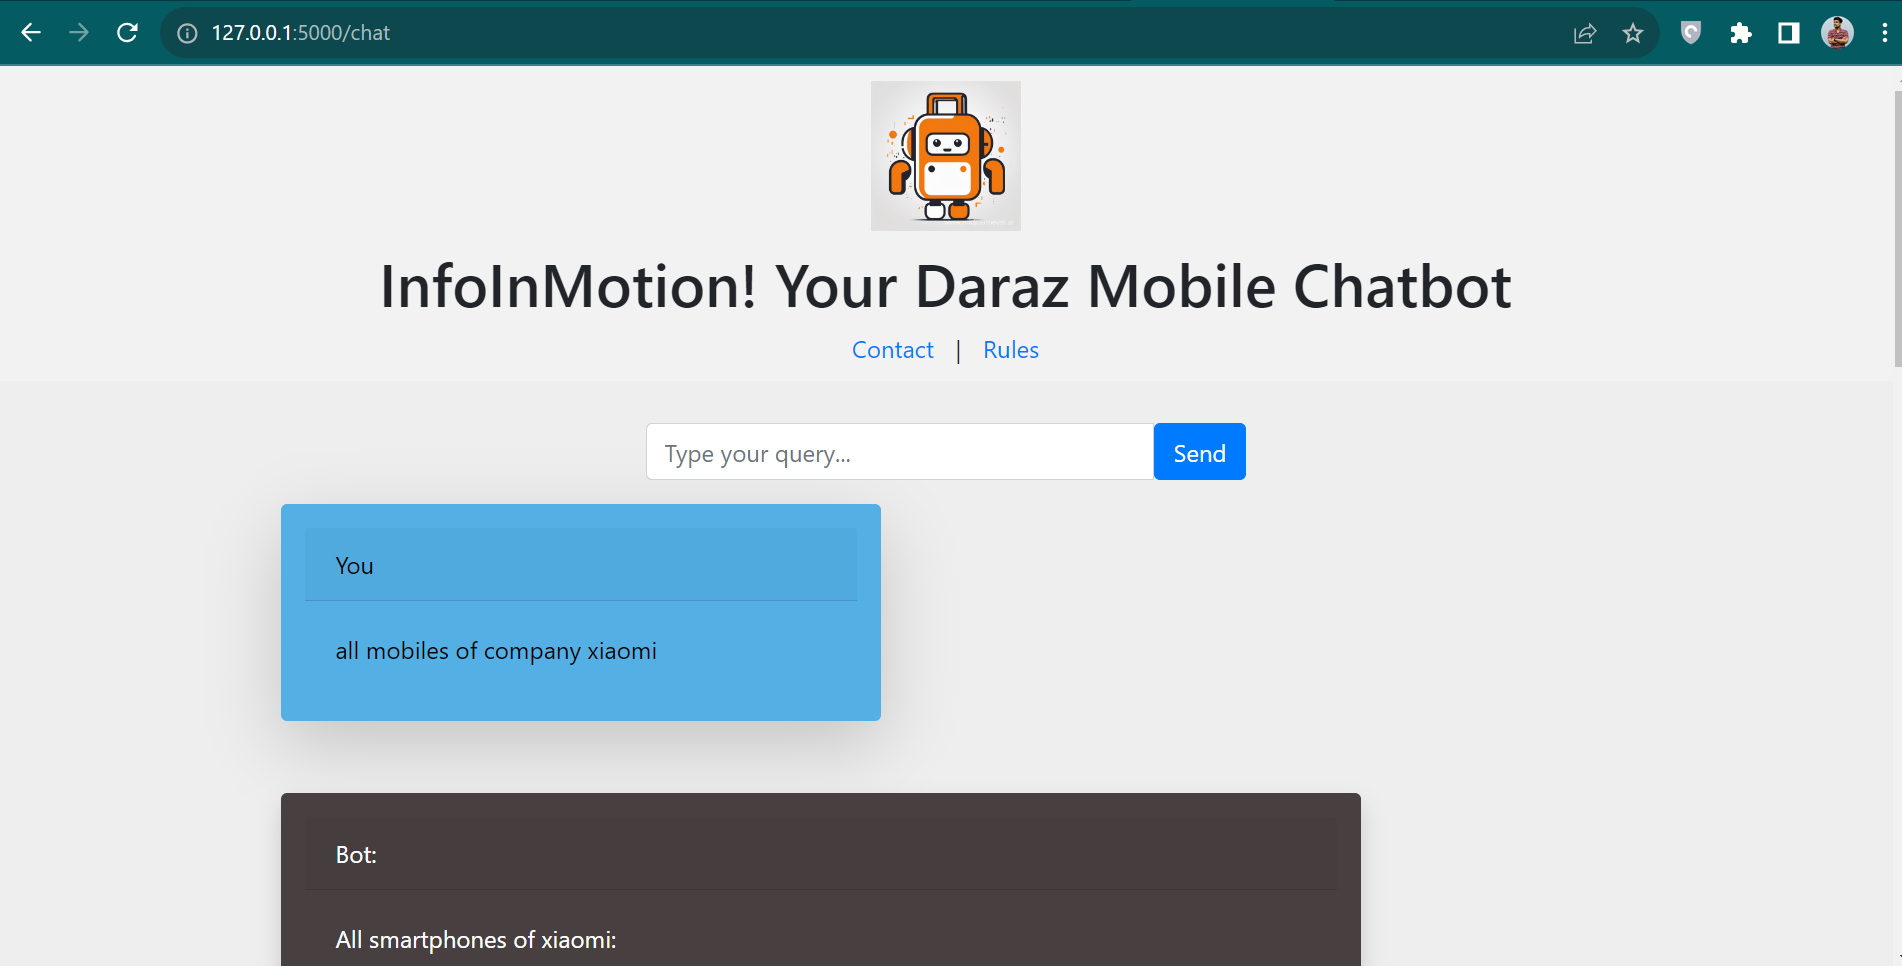 127.0.0.1:5000/chat
InfoInMotion! Your Daraz Mobile Chatbot
Contact | Rules
Type your query...
Send
You
all mobiles of company xiaomi
Bot:
All smartphones of xiaomi: